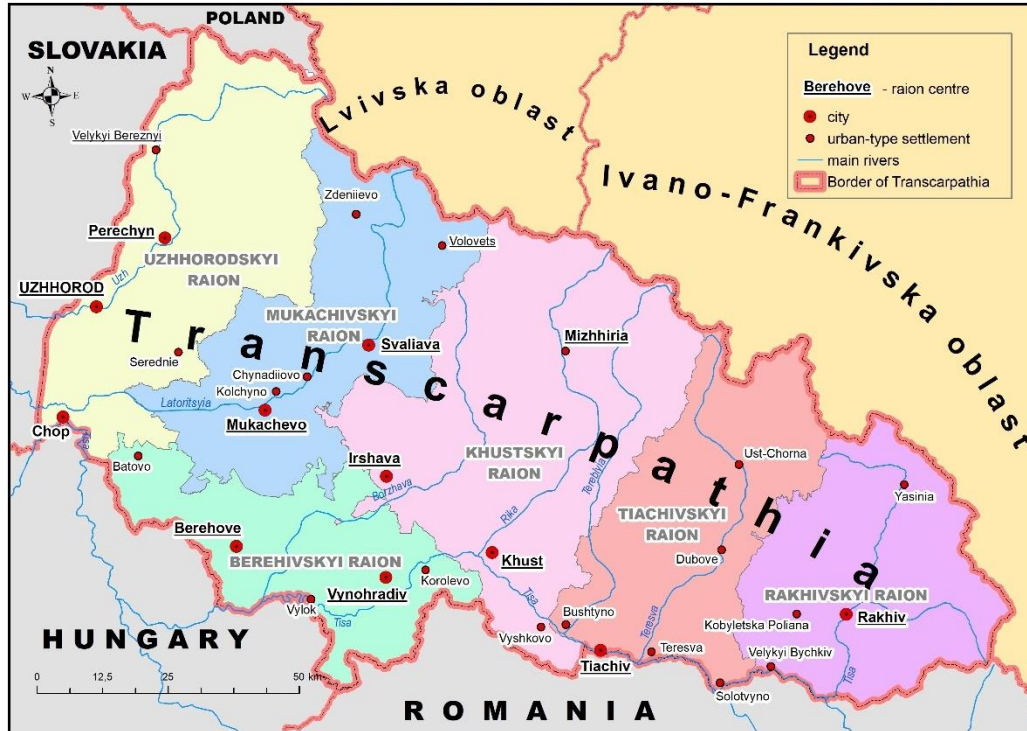 POLAND
SLOVAKIA
N
W E
S
Lvivska oblast
Ivano-Frankivska oblast
Legend
Berehove - raion centre
city
urban-type settlement
main rivers
Border of Transcarpathia
Velykyi Bereznyi
Zdeniievo
Volovets
Perechyn
UZHHORODSKYI
RAION
Uzh
UZHHOROD
Transcarpathia
MUKACHIVSKYI
RAION
Svaliava
Mizhhiria
Serednie
Chynadiiovo
Kolchyno
Latoritsyia
Mukachevo
Chop
Batovo
Irshava
KHUSTSKYI
RAION
Borzhava
Rika
Tereblyia
Ust-Chorna
Yasinia
TIACHIVSKYI
RAION
Berehove
BEREHIVSKYI RAION
Khust
Dubove
Vynohradiv
Korolevo
Vylok
Tisa
Tisa
Bushtyno
Vyshkovo
Teresva
RAKHIVSKYI RAION
Kobyletska Poliana
Rakhiv
Tiachiv
Teresva
Velykyi Bychkiv
Tisa
Solotvyno
HUNGARY
0 12,5 25 50 km
ROMANIA